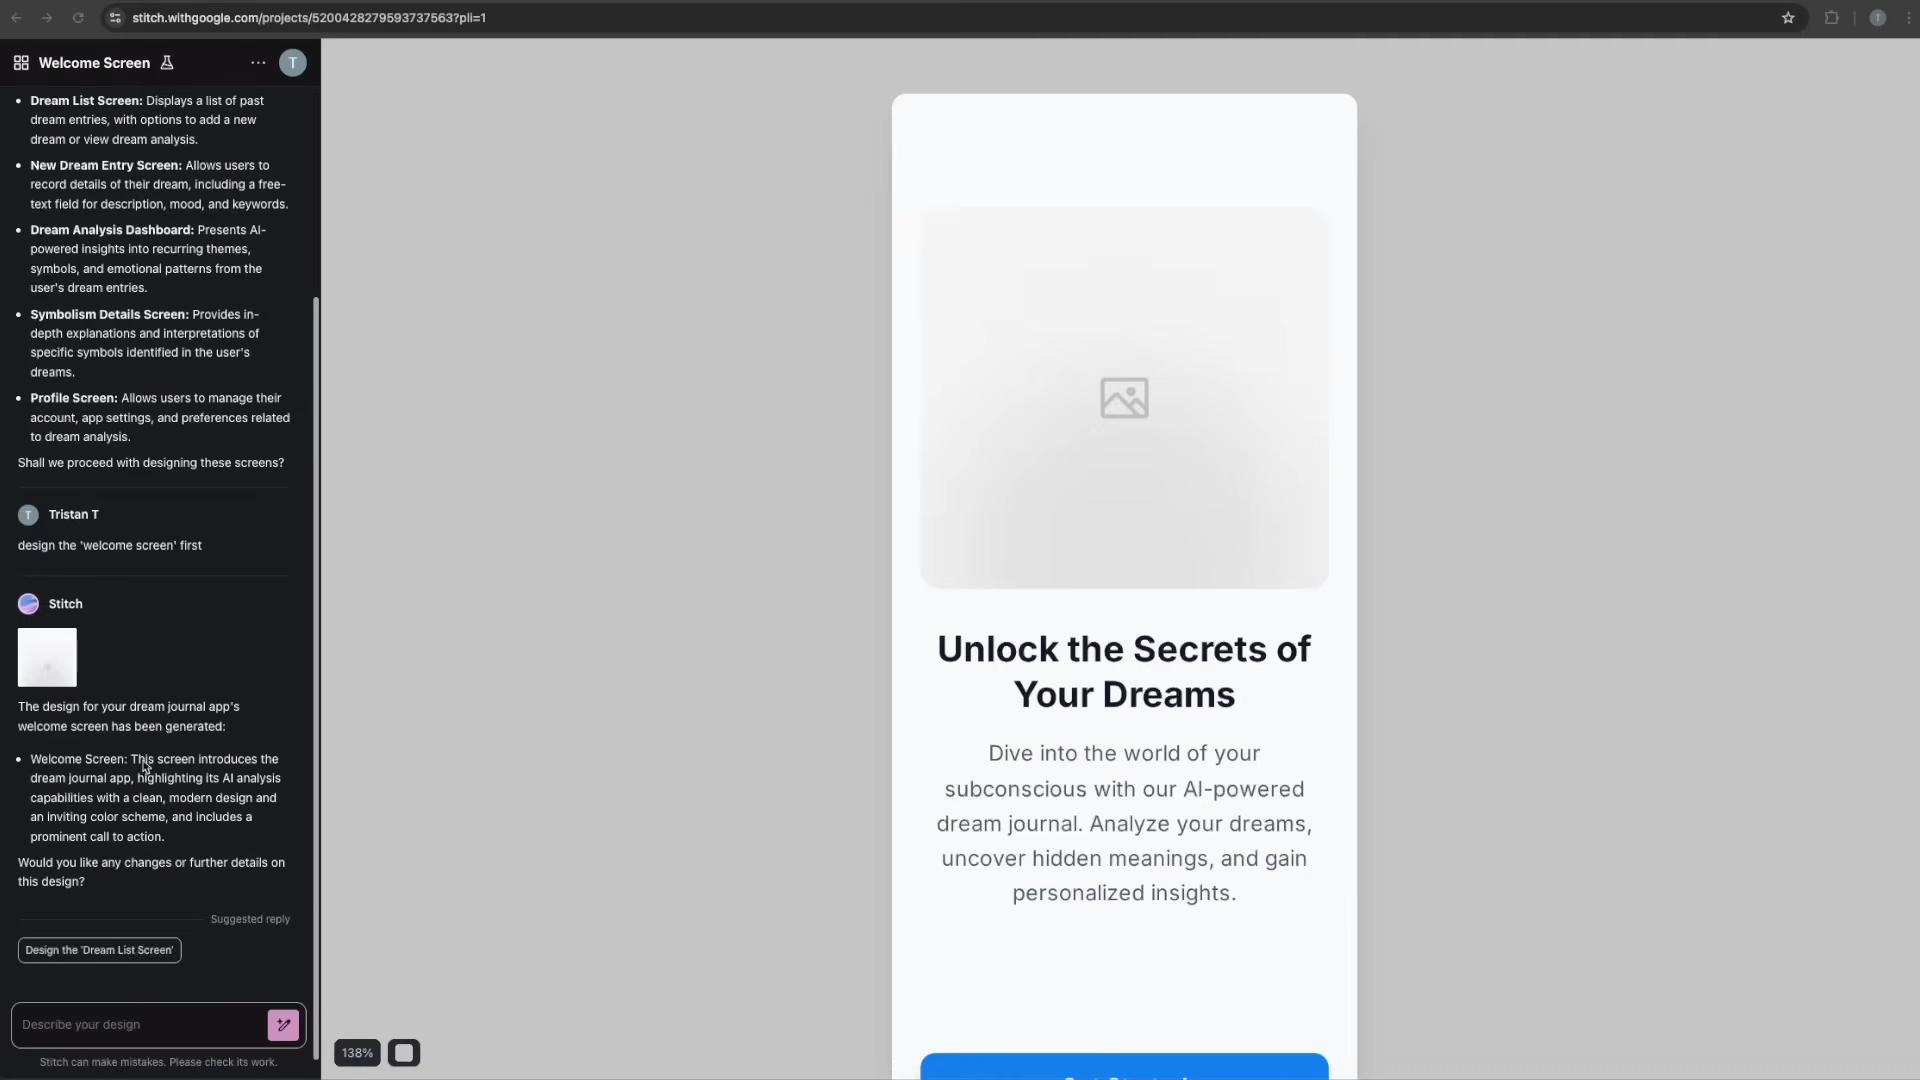 stitch.withgoogle.com/projects/5200428279593737563?pli=1
T
Welcome Screen
T
Dream List Screen: Displays a list of past
dream entries, with options to add a new
dream or view dream analysis.
New Dream Entry Screen: Allows users to
record details of their dream, including a free-
text field for description, mood, and keywords.
Dream Analysis Dashboard: Presents AI-
powered insights into recurring themes,
symbols, and emotional patterns from the
user's dream entries.
Symbolism Details Screen: Provides in-
depth explanations and interpretations of
specific symbols identified in the user's
dreams.
Profile Screen: Allows users to manage their
account, app settings, and preferences related
to dream analysis.
Shall we proceed with designing these screens?
T Tristan T
design the 'welcome screen' first
Stitch
The design for your dream journal app's
welcome screen has been generated:
Welcome Screen: This screen introduces the
dream journal app, highlighting its AI analysis
capabilities with a clean, modern design and
an inviting color scheme, and includes a
prominent call to action.
Would you like any changes or further details on
this design?
Suggested reply
Design the 'Dream List Screen'
Describe your design
Stitch can make mistakes. Please check its work.
138%
Unlock the Secrets of
Your Dreams
Dive into the world of your
subconscious with our AI-powered
dream journal. Analyze your dreams,
uncover hidden meanings, and gain
personalized insights.